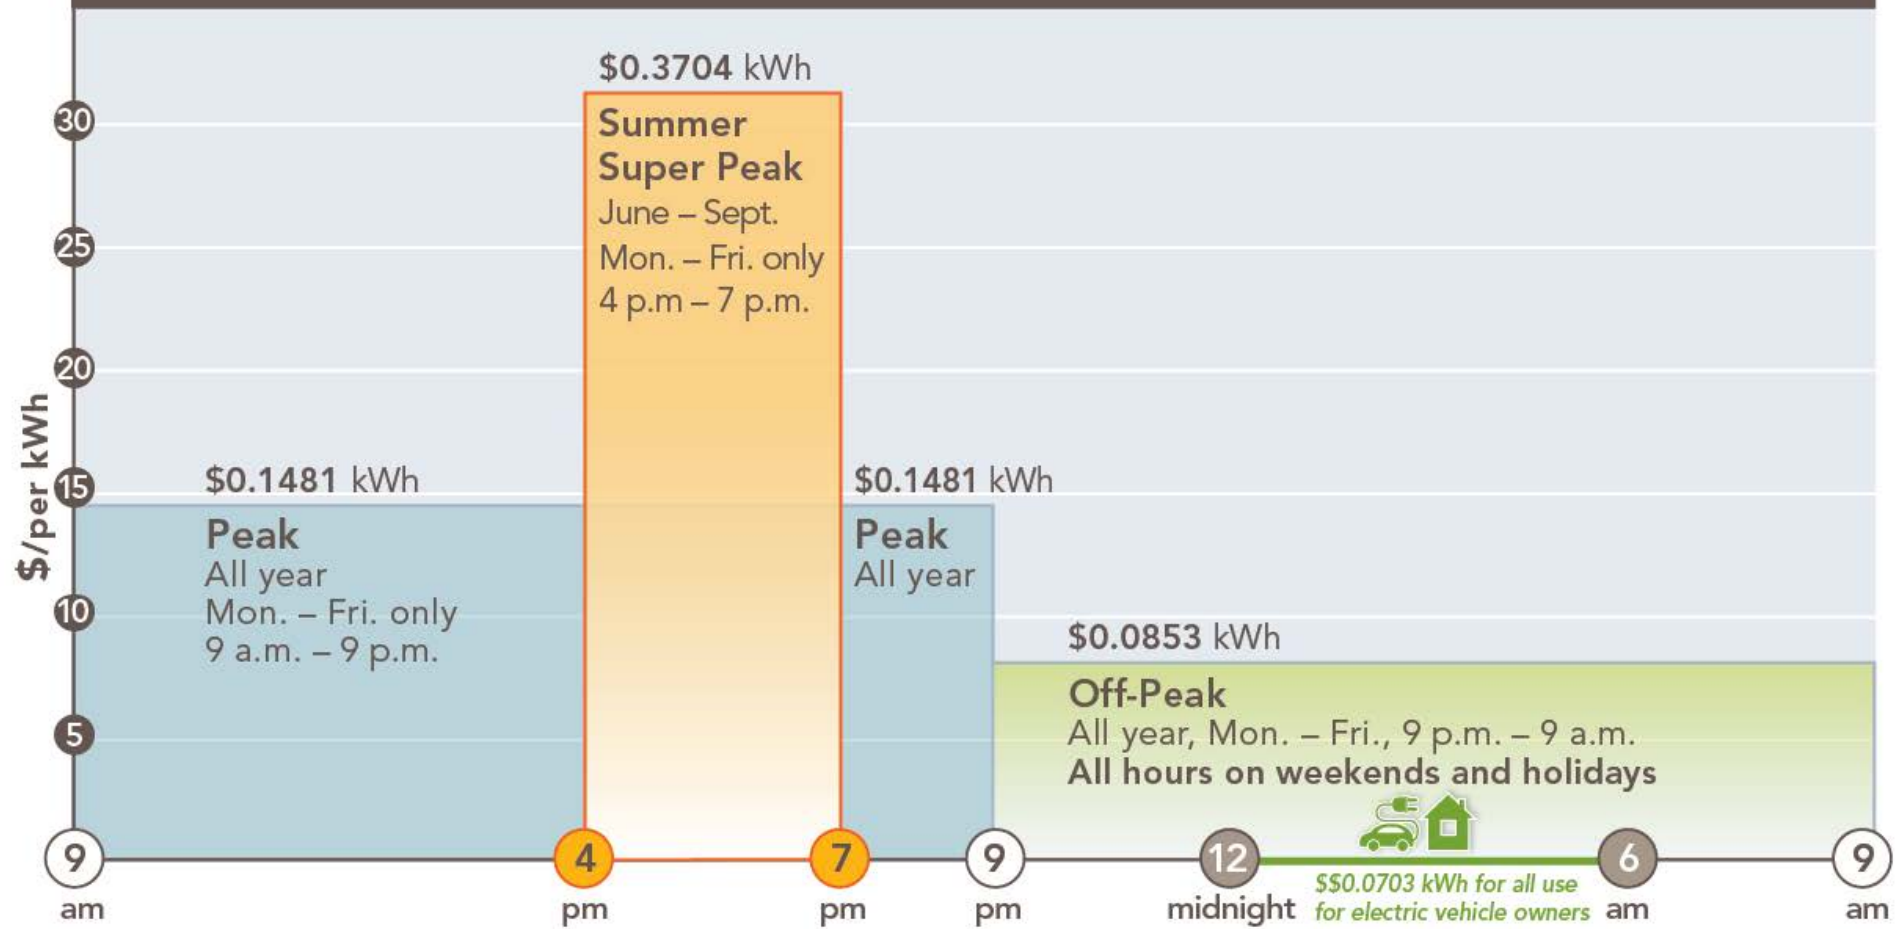 $/per kWh
30
25
20
15
10
5
$0.3704 kWh
Summer
Super Peak
June – Sept.
Mon. – Fri. only
4 p.m – 7 p.m.
$0.1481 kWh
Peak
All year
Mon. – Fri. only
9 a.m. – 9 p.m.
$0.1481 kWh
Peak
All year
$0.0853 kWh
Off-Peak
All year, Mon. – Fri., 9 p.m. – 9 a.m.
All hours on weekends and holidays
9
am
4
pm
7
pm
9
pm
12
midnight
$$0.0703 kWh for all use
for electric vehicle owners
6
am
9
am